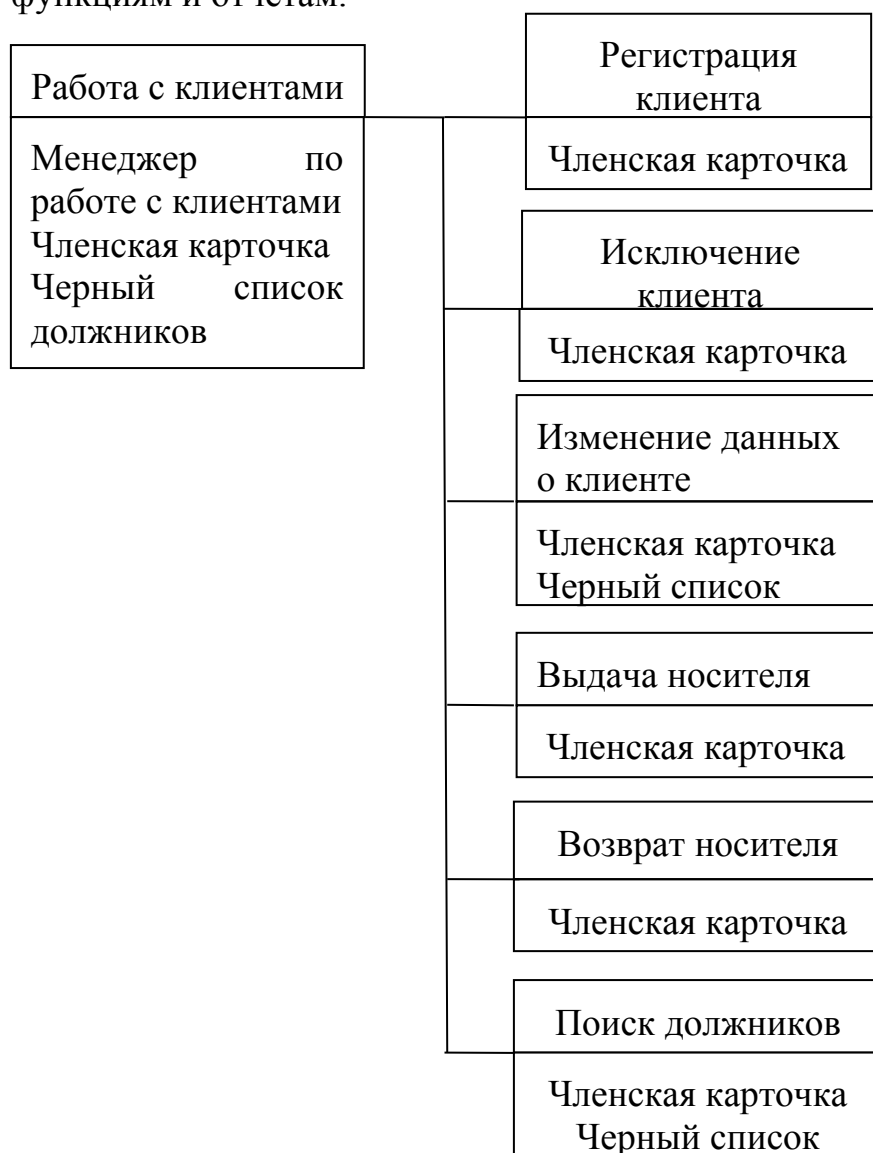 функциям и отчетам.
Работа с клиентами
Менеджер по
работе с клиентами
Членская карточка
Черный список
должников
Регистрация
клиента
Членская карточка
Исключение
клиента
Членская карточка
Изменение данных
о клиенте
Членская карточка
Черный список
Выдача носителя
Членская карточка
Возврат носителя
Членская карточка
Поиск должников
Членская карточка
Черный список